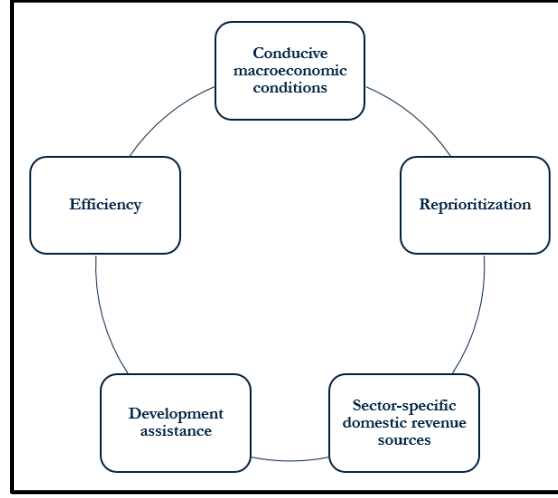 Conducive
macroeconomic
conditions
Efficiency
Reprioritization
Development
assistance
Sector-specific
domestic revenue
sources